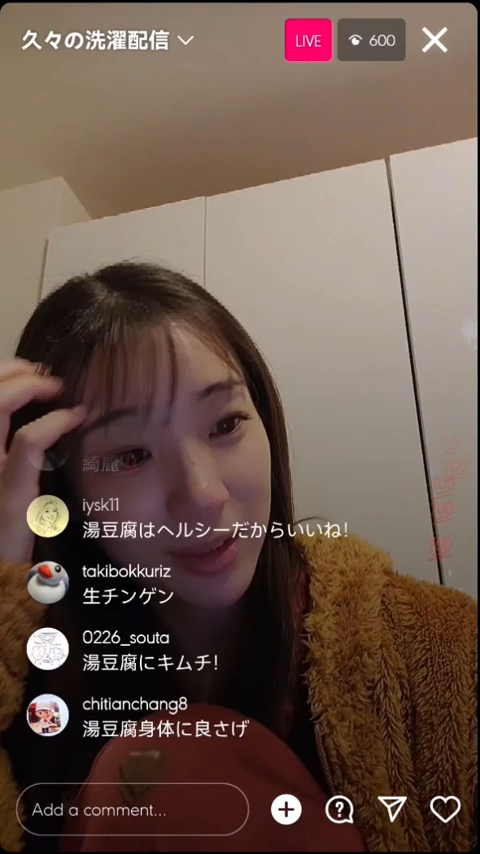 久々の洗濯配信
LIVE
600
綺麗
iysk11
湯豆腐はヘルシーだからいいね!
takibokkuriz
生チンゲン
0226_souta
湯豆腐にキムチ!
chitianchang8
湯豆腐身体に良さげ
Add a comment...